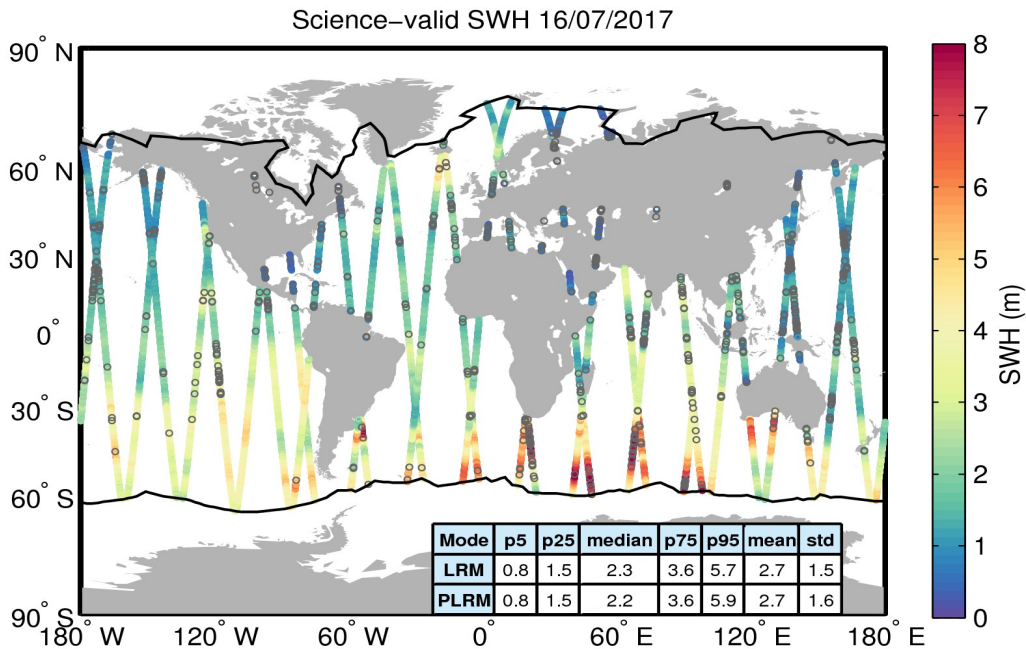 Science−valid SWH 16/07/2017
90° N
60° N
30° N
0°
30° S
60° S
90° S
180° W
120° W
60° W
0°
60° E
120° E
180° E
8
7
6
5
4
3
2
1
0
SWH (m)
Mode p5 p25 median p75 p95 mean std
LRM 0.8 1.5 2.3 3.6 5.7 2.7 1.5
PLRM 0.8 1.5 2.2 3.6 5.9 2.7 1.6